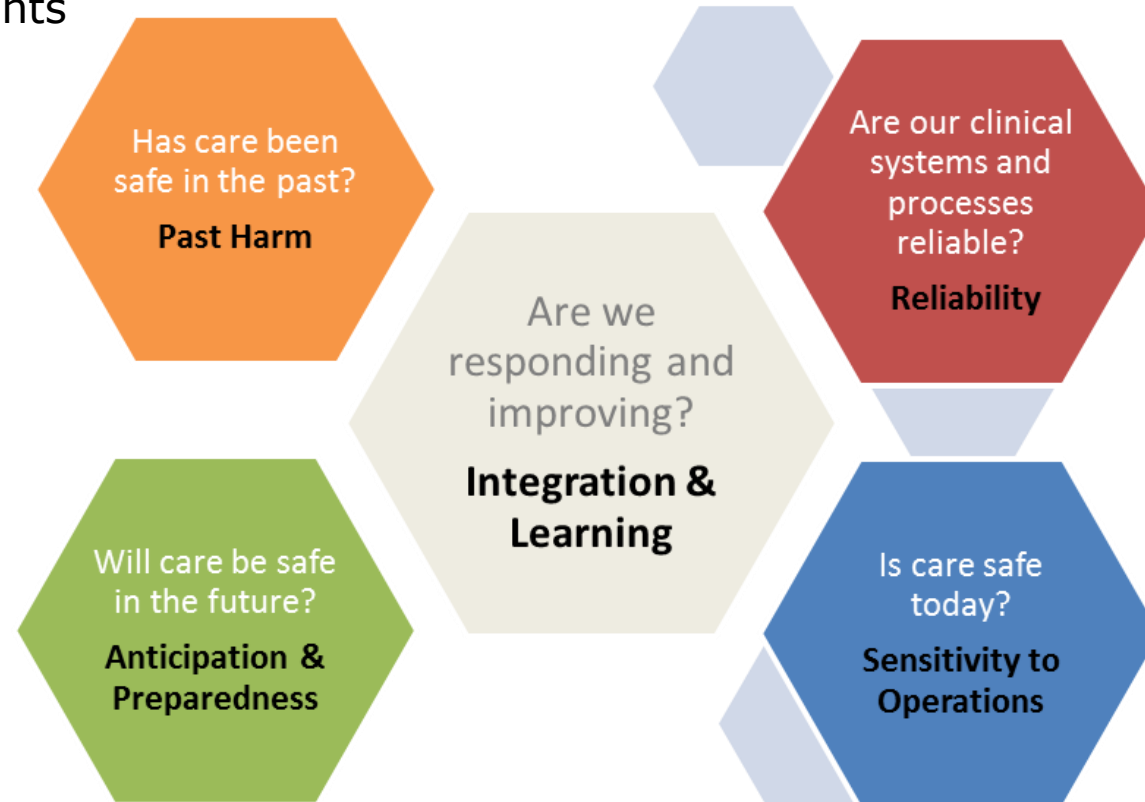 nts
Has care been
safe in the past?
Past Harm
Are our clinical
systems and
processes
reliable?
Reliability
Are we
responding and
improving?
Integration &
Learning
Will care be safe
in the future?
Anticipation &
Preparedness
Is care safe
today?
Sensitivity to
Operations